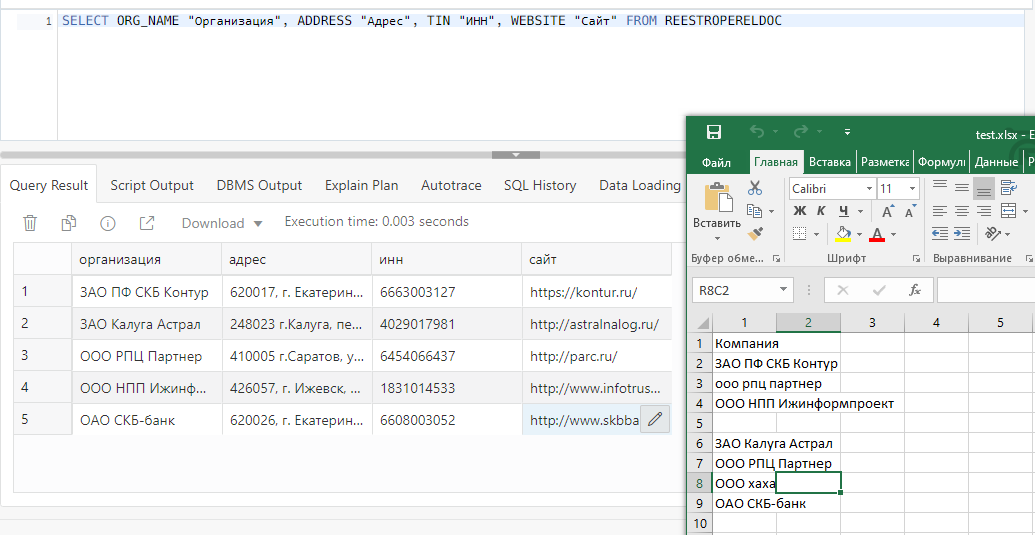 1 SELECT ORG_NAME "Организация", ADDRESS "Адрес", TIN "ИНН", WEBSITE "Сайт" FROM REESTROPERELDOC
Query Result Script Output DBMS Output Explain Plan Autotrace SQL History Data Loading
Download Execution time: 0.003 seconds
организация адрес инн сайт
1 ЗАО ПФ СКБ Контур 620017, г. Екатерин... 6663003127 https://kontur.ru/
2 ЗАО Калуга Астрал 248023 г.Калуга, пе... 4029017981 http://astralnalog.ru/
3 ООО РПЦ Партнер 410005 г.Саратов, у... 6454066437 http://parc.ru/
4 ООО НПП Ижинф... 426057, г. Ижевск, ... 1831014533 http://www.infotrus...
5 ОАО СКБ-банк 620026, г. Екатерин... 6608003052 http://www.skbba
test.xlsx - E
Файл Главная Вставка Разметка Формулы Данные Р
Вставить
Calibri 11
Ж К Ч
A A
A
Буфер обме... Шрифт Выравнивание
R8C2 fx
1 2 3 4 5
1 Компания
2 ЗАО ПФ СКБ Контур
3 ооо рпц партнер
4 ООО НПП Ижинформпроект
5
6 ЗАО Калуга Астрал
7 ООО РПЦ Партнер
8 ООО хаха
9 ОАО СКБ-банк
10